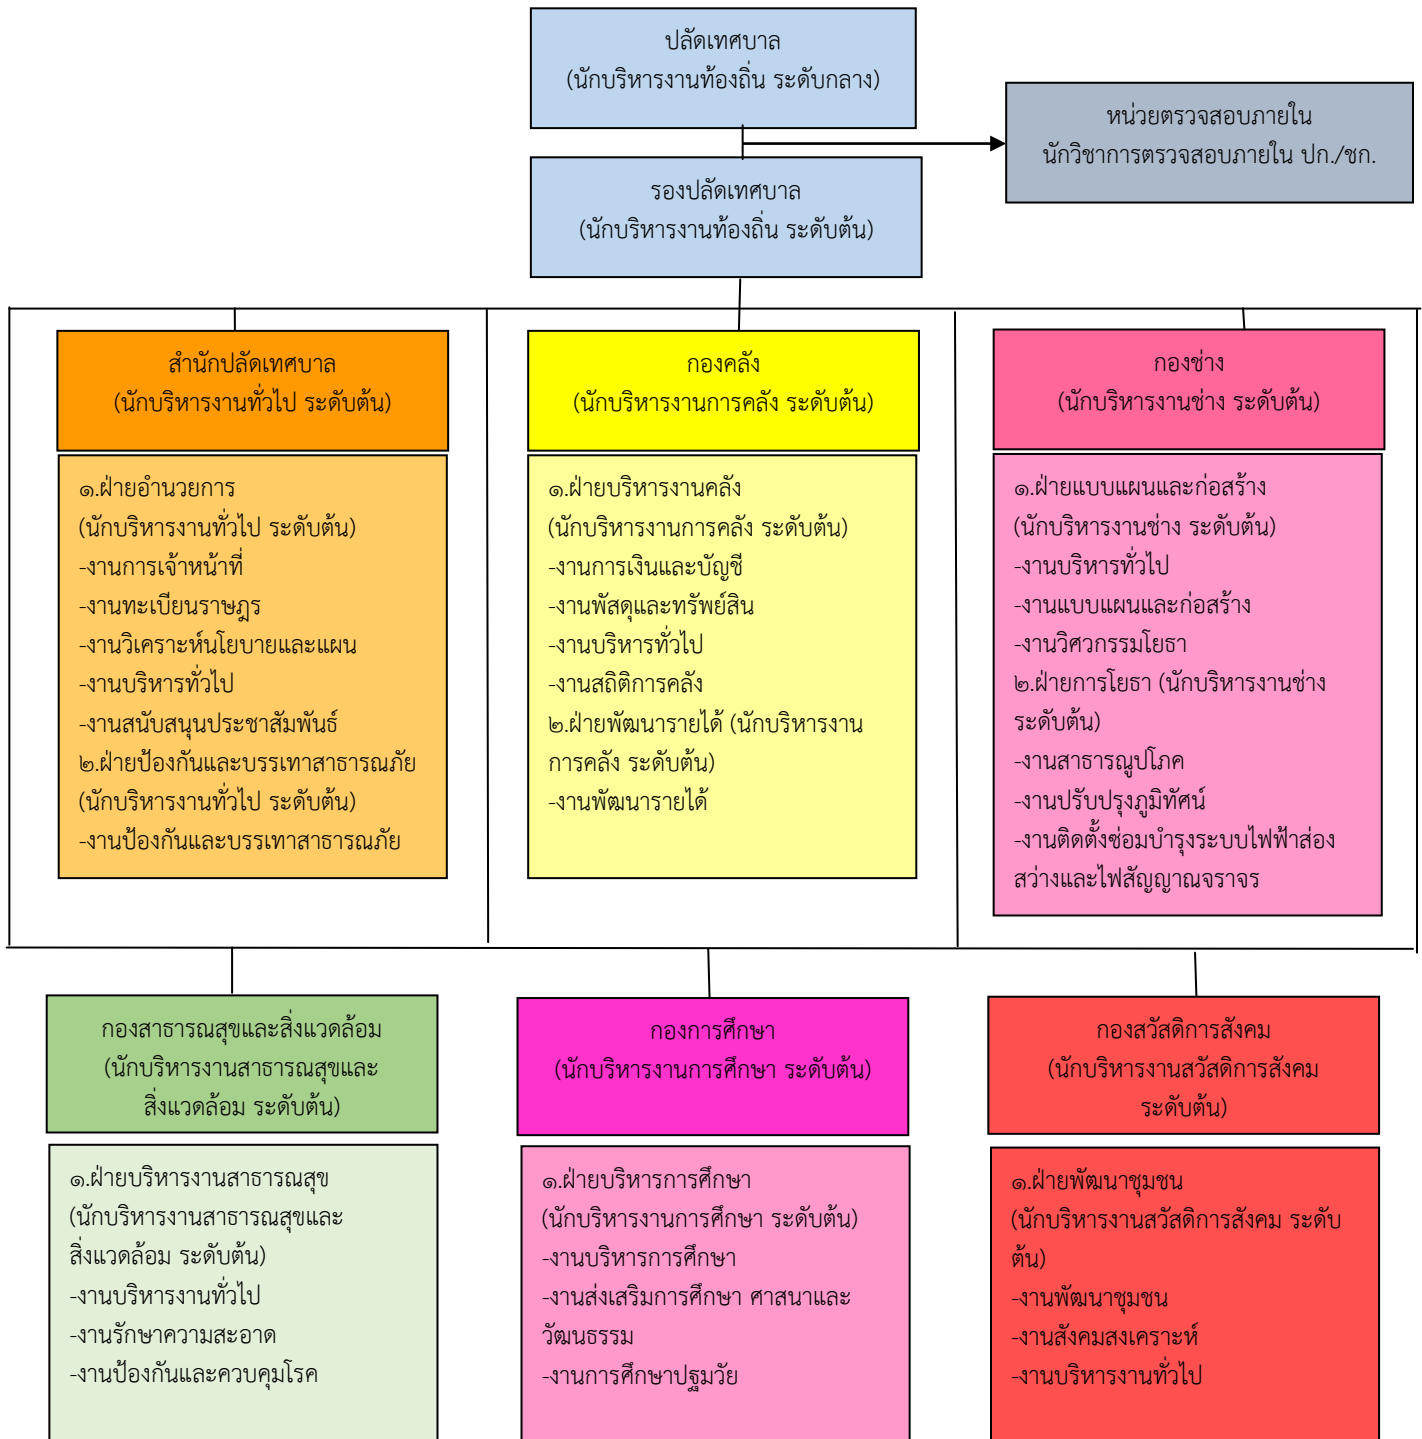 ปลัดเทศบาล
(นักบริหารงานท้องถิ่น ระดับกลาง)
หน่วยตรวจสอบภายใน
นักวิชาการตรวจสอบภายใน ปก./ชก.
รองปลัดเทศบาล
(นักบริหารงานท้องถิ่น ระดับต้น)
สำนักปลัดเทศบาล
(นักบริหารงานทั่วไป ระดับต้น)
๑.ฝ่ายอำนวยการ
(นักบริหารงานทั่วไป ระดับต้น)
-งานการเจ้าหน้าที่
-งานทะเบียนราษฎร
-งานวิเคราะห์นโยบายและแผน
-งานบริหารทั่วไป
-งานสนับสนุนประชาสัมพันธ์
๒.ฝ่ายป้องกันและบรรเทาสาธารณภัย
(นักบริหารงานทั่วไป ระดับต้น)
-งานป้องกันและบรรเทาสาธารณภัย
กองคลัง
(นักบริหารงานการคลัง ระดับต้น)
๑.ฝ่ายบริหารงานคลัง
(นักบริหารงานการคลัง ระดับต้น)
-งานการเงินและบัญชี
-งานพัสดุและทรัพย์สิน
-งานบริหารทั่วไป
-งานสถิติการคลัง
๒.ฝ่ายพัฒนารายได้ (นักบริหารงาน
การคลัง ระดับต้น)
-งานพัฒนารายได้
กองช่าง
(นักบริหารงานช่าง ระดับต้น)
๑.ฝ่ายแบบแผนและก่อสร้าง
(นักบริหารงานช่าง ระดับต้น)
-งานบริหารทั่วไป
-งานแบบแผนและก่อสร้าง
-งานวิศวกรรมโยธา
๒.ฝ่ายการโยธา (นักบริหารงานช่าง
ระดับต้น)
-งานสาธารณูปโภค
-งานปรับปรุงภูมิทัศน์
-งานติดตั้งซ่อมบำรุงระบบไฟฟ้าส่อง
สว่างและไฟสัญญาณจราจร
กองสาธารณสุขและสิ่งแวดล้อม
(นักบริหารงานสาธารณสุขและ
สิ่งแวดล้อม ระดับต้น)
๑.ฝ่ายบริหารงานสาธารณสุข
(นักบริหารงานสาธารณสุขและ
สิ่งแวดล้อม ระดับต้น)
-งานบริหารงานทั่วไป
-งานรักษาความสะอาด
-งานป้องกันและควบคุมโรค
กองการศึกษา
(นักบริหารงานการศึกษา ระดับต้น)
๑.ฝ่ายบริหารการศึกษา
(นักบริหารงานการศึกษา ระดับต้น)
-งานบริหารการศึกษา
-งานส่งเสริมการศึกษา ศาสนาและ
วัฒนธรรม
-งานการศึกษาปฐมวัย
กองสวัสดิการสังคม
(นักบริหารงานสวัสดิการสังคม
ระดับต้น)
๑.ฝ่ายพัฒนาชุมชน
(นักบริหารงานสวัสดิการสังคม ระดับ
ต้น)
-งานพัฒนาชุมชน
-งานสังคมสงเคราะห์
-งานบริหารงานทั่วไป